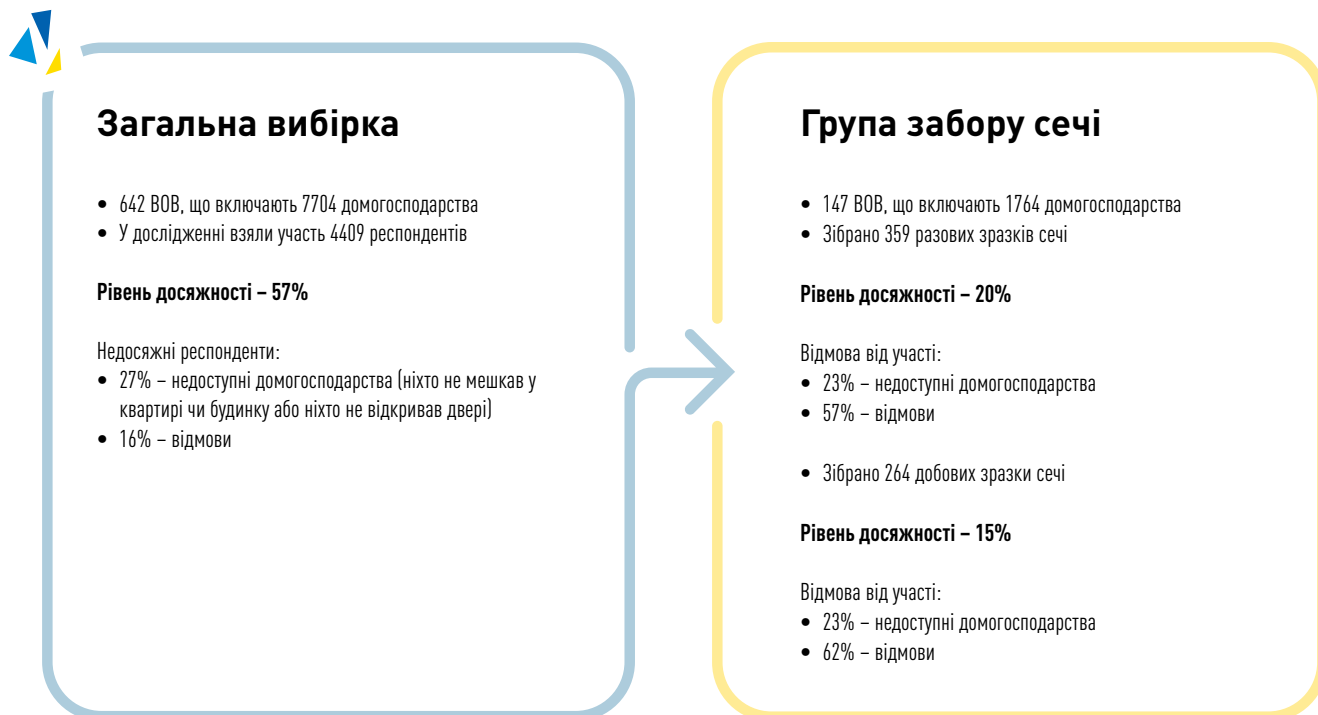 Загальна вибірка
• 642 ВОВ, що включають 7704 домогосподарства
• У дослідженні взяли участь 4409 респондентів
Рівень досяжності – 57%
Недосяжні респонденти:
• 27% – недоступні домогосподарства (ніхто не мешкав у
квартирі чи будинку або ніхто не відкривав двері)
• 16% – відмови
Група забору сечі
• 147 ВОВ, що включають 1764 домогосподарства
• Зібрано 359 разових зразків сечі
Рівень досяжності – 20%
Відмова від участі:
• 23% – недоступні домогосподарства
• 57% – відмови
• Зібрано 264 добових зразки сечі
Рівень досяжності – 15%
Відмова від участі:
• 23% – недоступні домогосподарства
• 62% – відмови